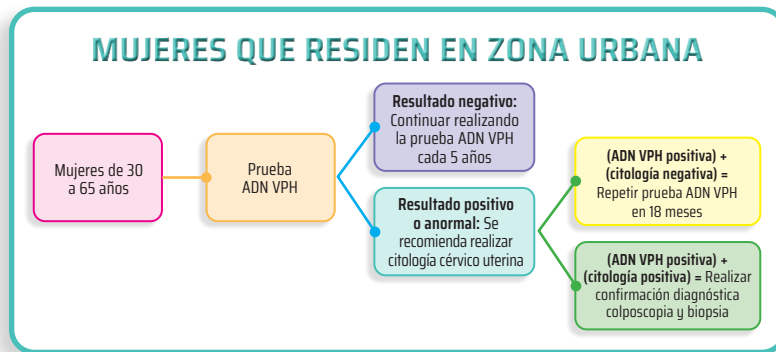 MUJERES QUE RESIDEN EN ZONA URBANA
Mujeres de 30
a 65 años
Prueba
ADN VPH
Resultado negativo:
Continuar realizando
la prueba ADN VPH
cada 5 años
Resultado positivo
o anormal: Se
recomienda realizar
citología cérvico uterina
(ADN VPH positiva) +
(citología negativa) =
Repetir prueba ADN VPH
en 18 meses
(ADN VPH positiva) +
(citología positiva) = Realizar
confirmación diagnóstica
colposcopia y biopsia